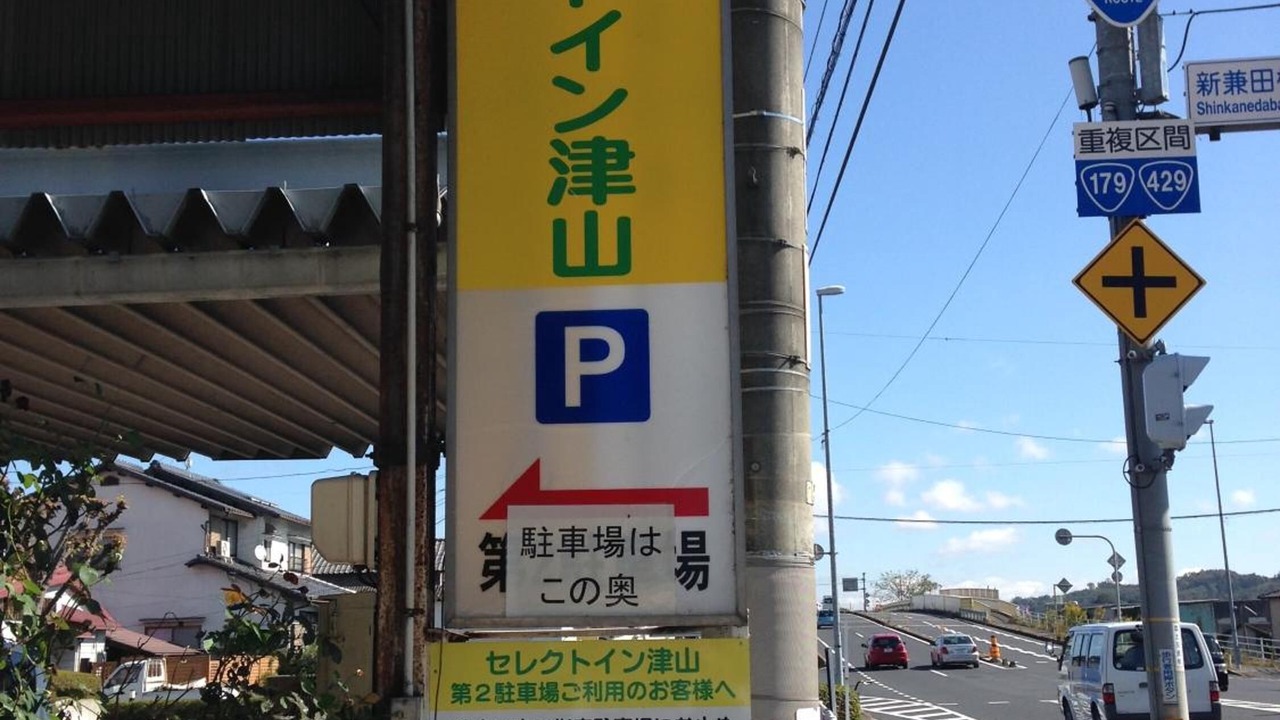 トイン津山
P
第
場
駐車場は
この奥
セレクトイン津山
第2駐車場ご利用のお客様へ
ROUTE
新兼田
Shinkanedaba
重複区間
179 429